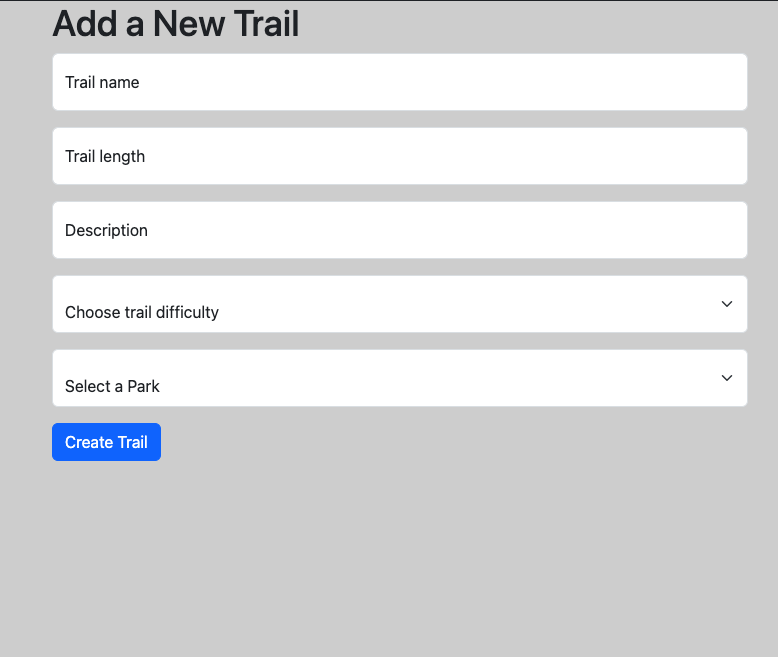 Add a New Trail
Trail name
Trail length
Description
Choose trail difficulty
Select a Park
Create Trail